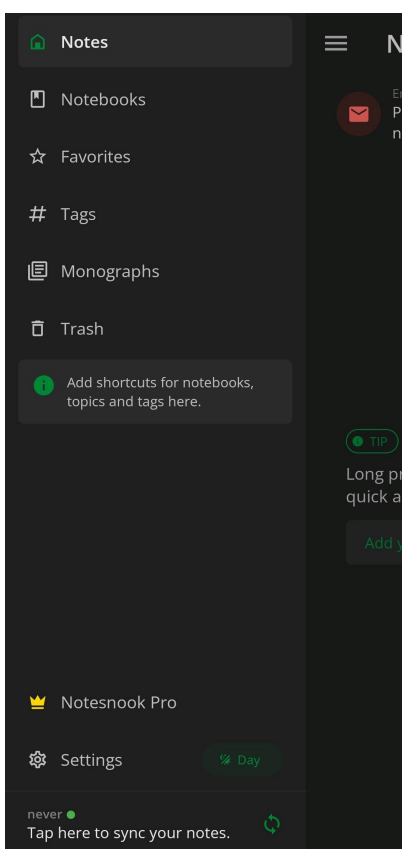 Notes
Notebooks
Favorites
Tags
Monographs
Trash
Add shortcuts for notebooks,
topics and tags here.
Notesnook Pro
Settings
Day
never
Tap here to sync your notes.
N
TIP
Long
quick
Add